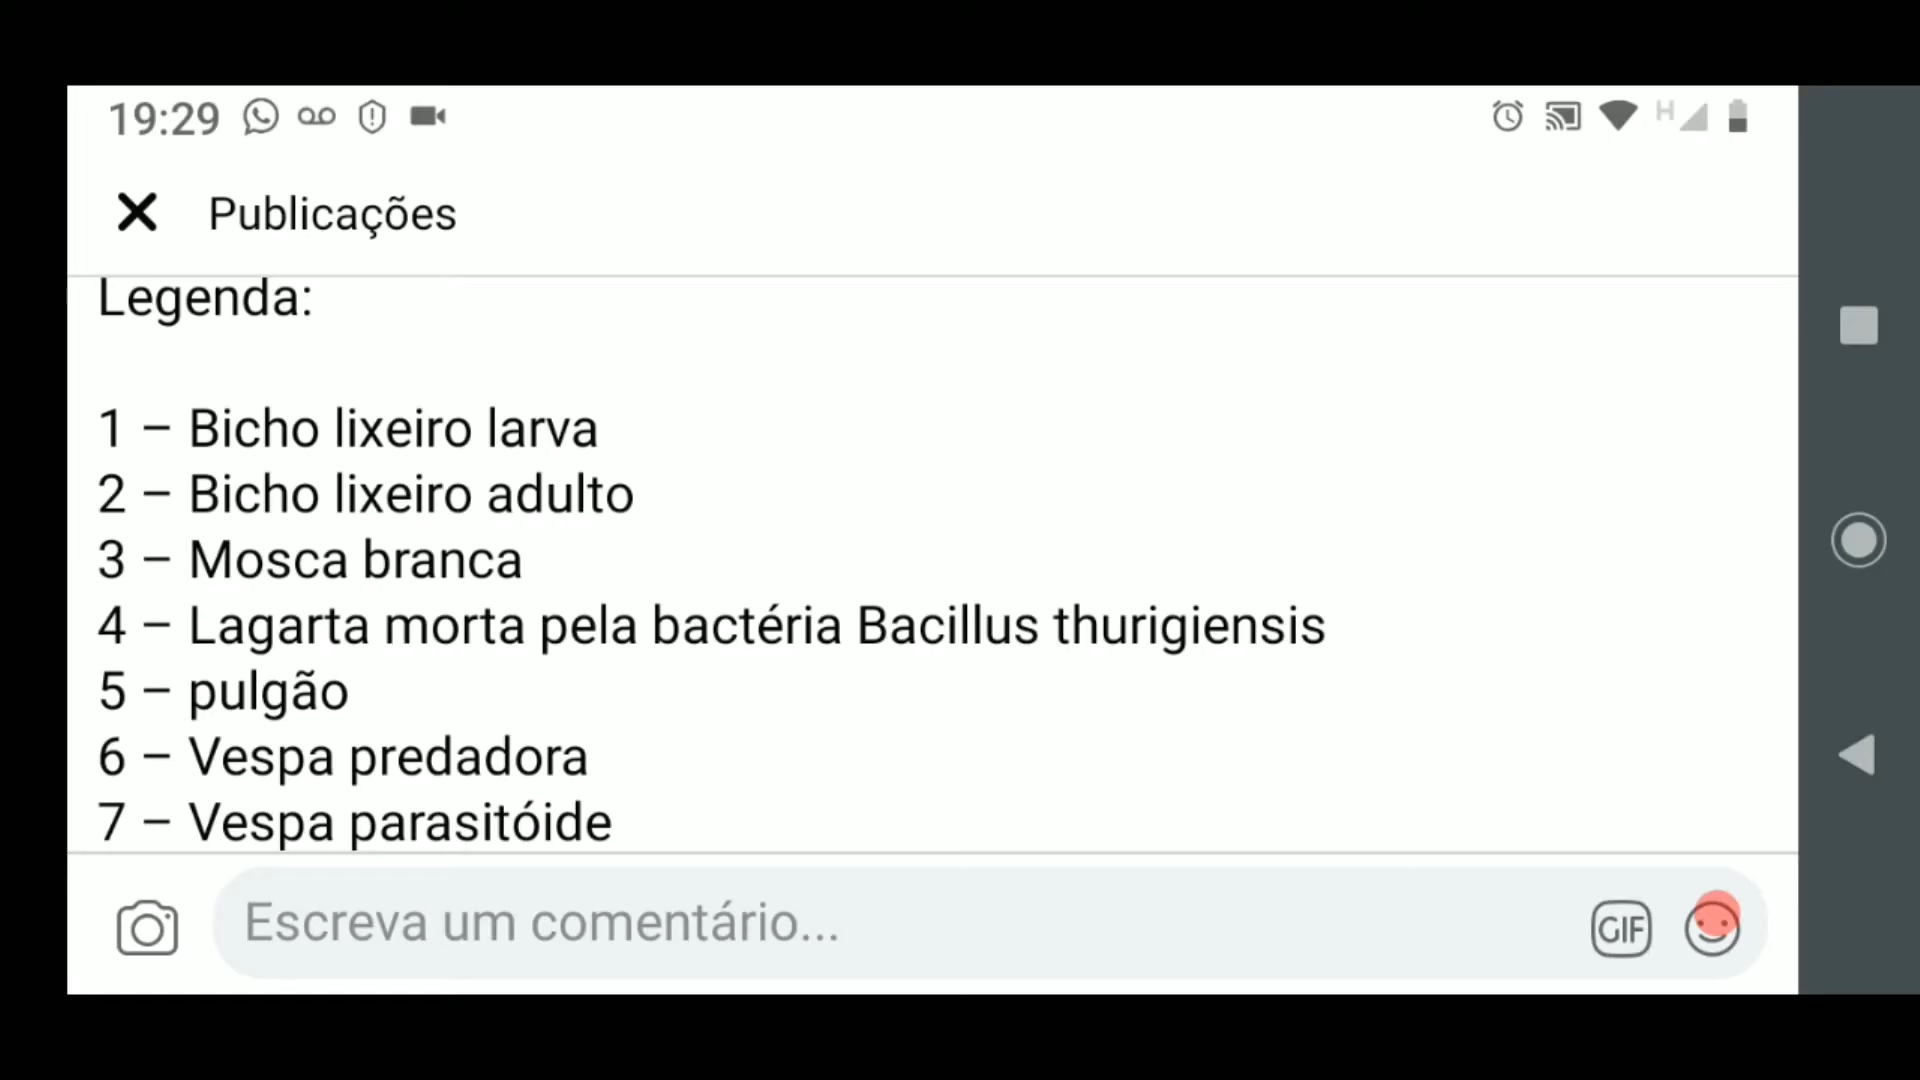 19:29
H
Publicações
Legenda:
1 – Bicho lixeiro larva
2 – Bicho lixeiro adulto
3 – Mosca branca
4 – Lagarta morta pela bactéria Bacillus thurigiensis
5 – pulgão
6 – Vespa predadora
7 – Vespa parasitóide
Escreva um comentário...
GIF